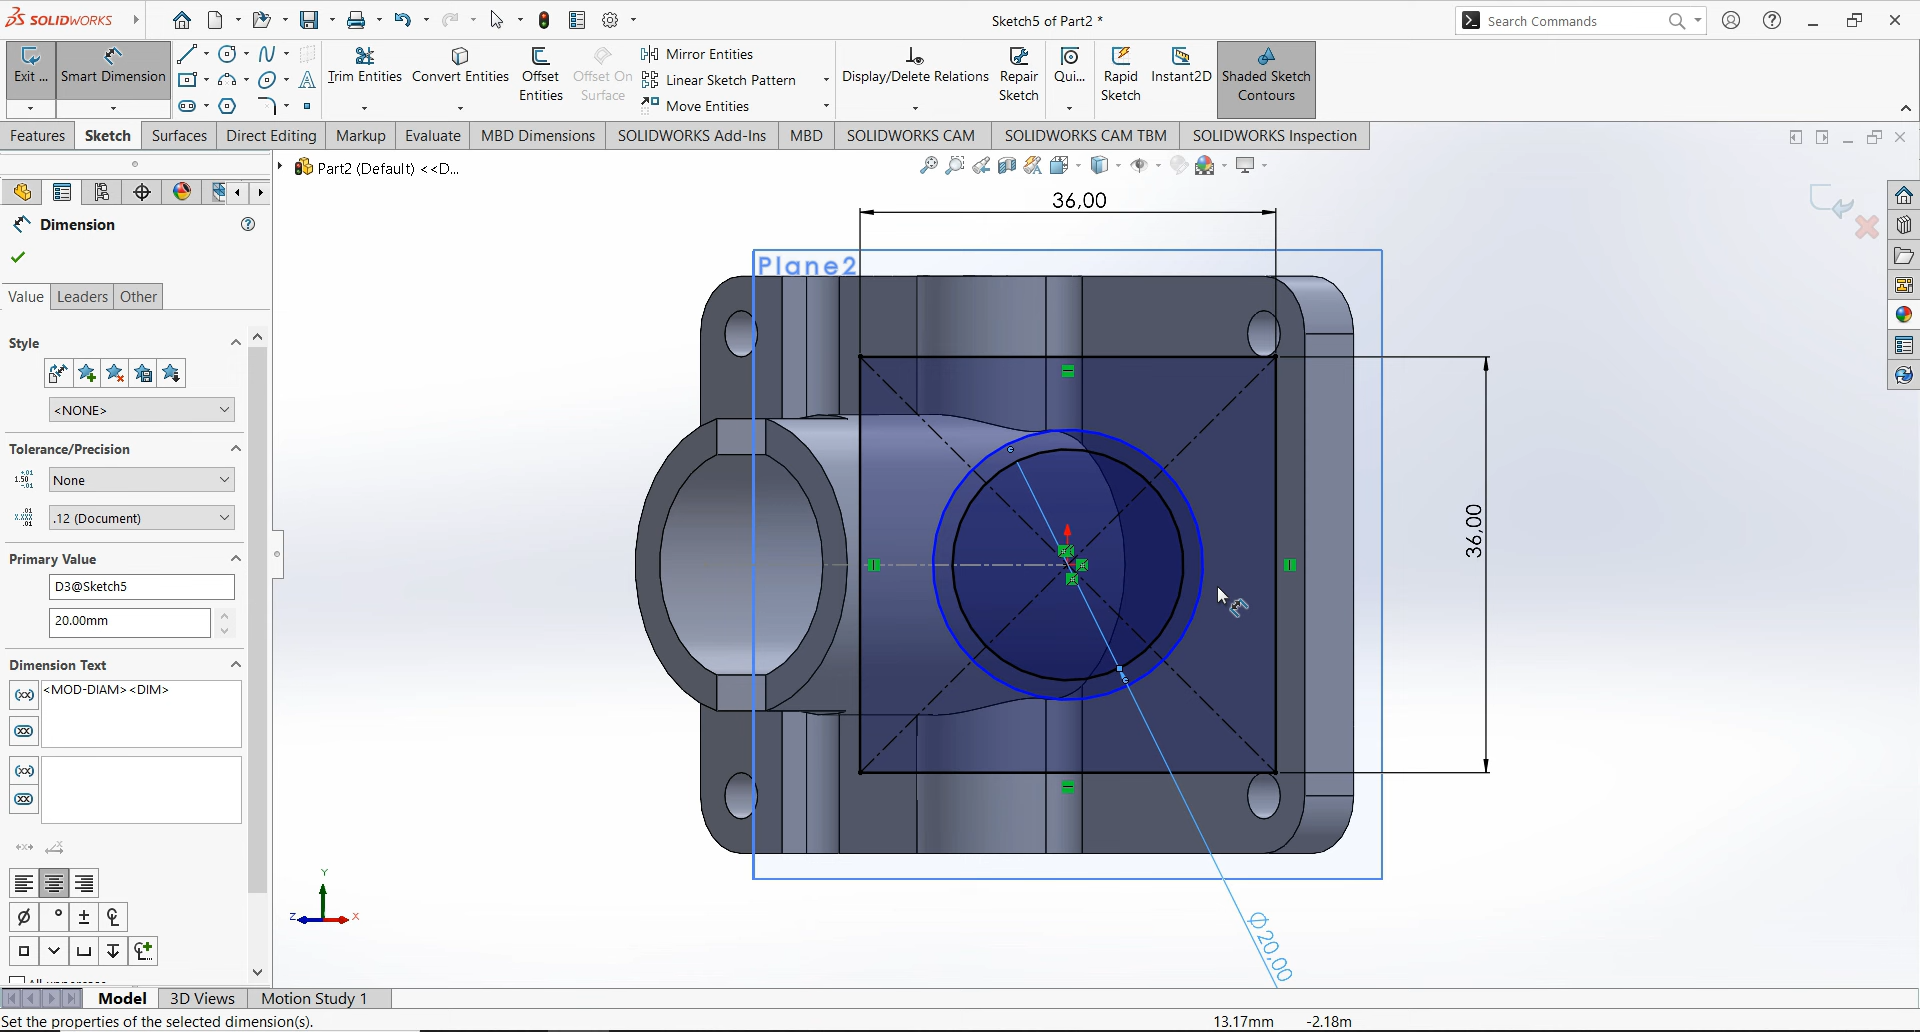 SOLIDWORKS
Sketch5 of Part2 *
Search Commands
Exit ...
Smart Dimension
Trim Entities
Convert Entities
Offset Entities
Offset On Surface
Mirror Entities
Linear Sketch Pattern
Move Entities
Display/Delete Relations
Repair Sketch
Qui...
Rapid Sketch
Instant2D
Shaded Sketch Contours
Features
Sketch
Surfaces
Direct Editing
Markup
Evaluate
MBD Dimensions
SOLIDWORKS Add-Ins
MBD
SOLIDWORKS CAM
SOLIDWORKS CAM TBM
SOLIDWORKS Inspection
Part2 (Default) <<D...
Dimension
Value
Leaders
Other
Style
<NONE>
Tolerance/Precision
None
.12 (Document)
Primary Value
D3@Sketch5
20.00mm
Dimension Text
<MOD-DIAM><DIM>
36,00
Plane2
36,00
Ø20,00
Y
Z
X
Model
3D Views
Motion Study 1
Set the properties of the selected dimension(s).
13.17mm
-2.18m